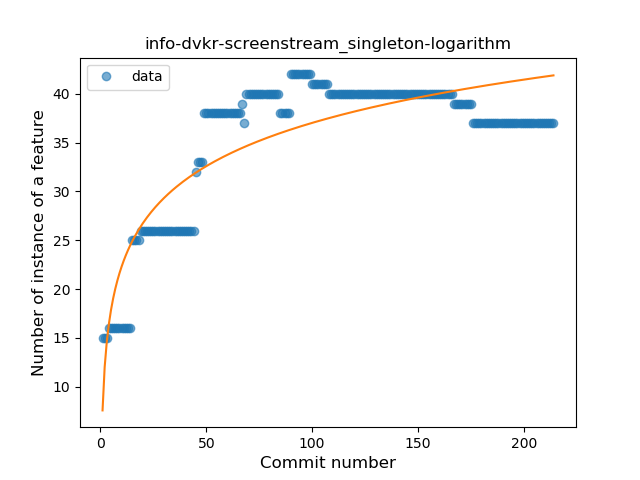 info-dvkr-screenstream_singleton-logarithm
data
Number of instance of a feature
40
35
30
25
20
15
10
0 50 100 150 200
Commit number